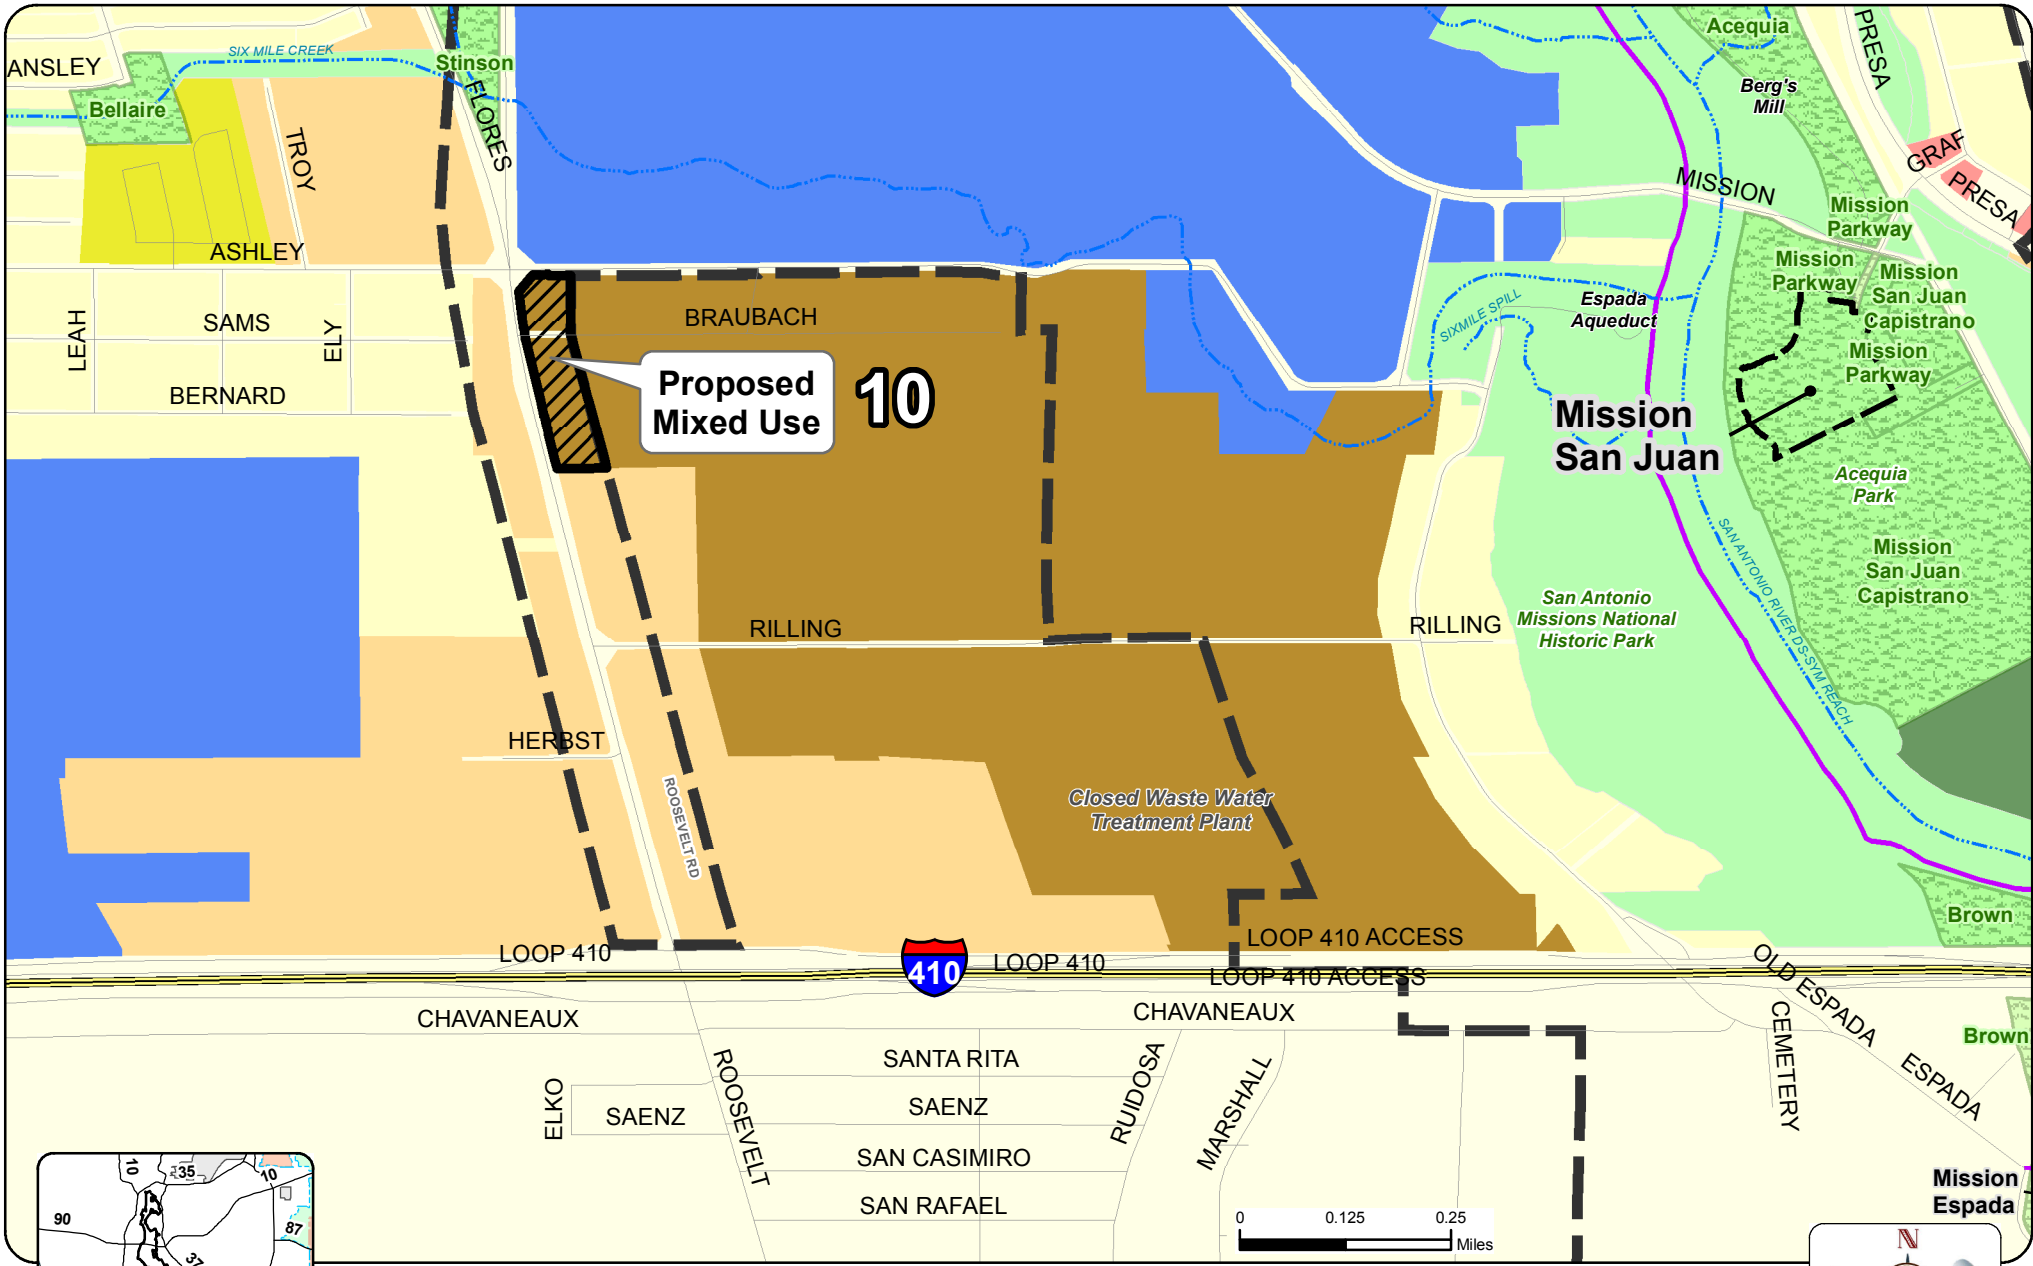 SIX MILE CREEK
ANSLEY
Bellaire
Stinson
FLORES
TROY
ASHLEY
LEAH
SAMS
ELY
BERNARD
BRAUBACH
Proposed
Mixed Use
10
Acequia
PRESA
Berg's
Mill
GRAF
PRESA
MISSION
Mission
Parkway
Mission
Parkway
Mission
San Juan
Capistrano
Mission
Parkway
Espada
Aqueduct
SIXMILE SPILL
Mission
San Juan
Acequia
Park
Mission
San Juan
Capistrano
SAN ANTONIO RIVER DS-SYM REACH
San Antonio
Missions National
Historic Park
RILLING
RILLING
HERBST
ROOSEVELT RD
Closed Waste Water
Treatment Plant
Brown
LOOP 410
410
LOOP 410
LOOP 410 ACCESS
LOOP 410 ACCESS
OLD ESPADA
CHAVANEAUX
CHAVANEAUX
CEMETERY
Brown
ESPADA
ROOSEVELT
SANTA RITA
RUIDOSA
MARSHALL
ELKO
SAENZ
SAENZ
SAN CASIMIRO
SAN RAFAEL
Mission
Espada
10
35
10
90
87
37
0
0.125
0.25
Miles
N